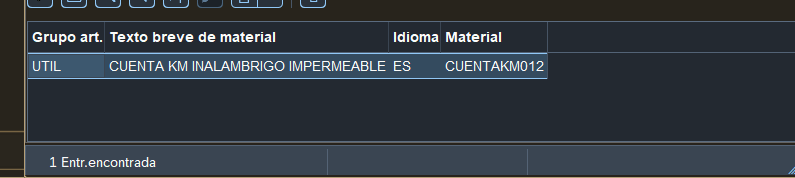 Grupo art. Texto breve de material Idioma Material
UTIL CUENTA KM INALAMBRIGO IMPERMEABLE ES CUENTAKM012
1 Entr.encontrada